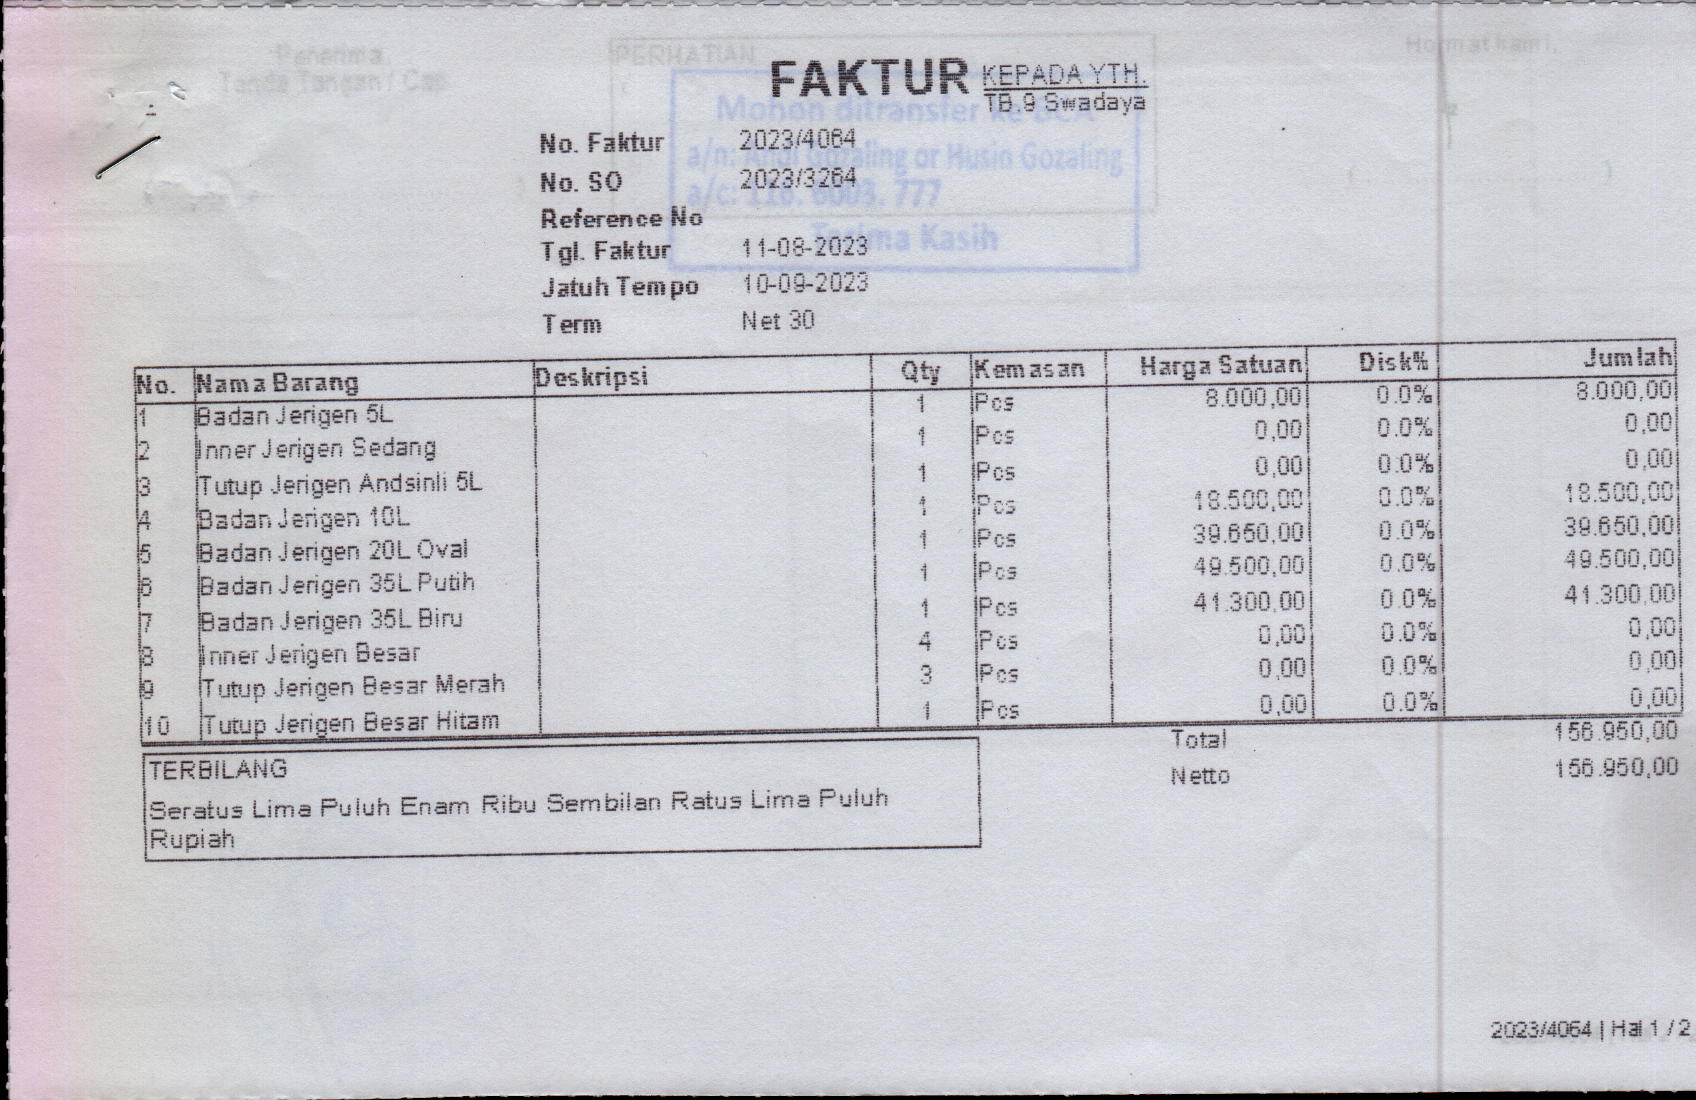 Penerima
Tanda Tangan / Cap
PERHATIAN
Hormat kami,
FAKTUR
KEPADA YTH.
TB.9 Swadaya
Mohon ditransfer ke BCA
a/n: Andi Gozaling or Husin Gozaling
a/c: 777
Terima Kasih
No. Faktur 2023/4064
No. SO 2023/3264
Reference No
Tgl. Faktur 11-08-2023
Jatuh Tempo 10-09-2023
Term Net 30
No. Nama Barang Deskripsi Qty Kemasan Harga Satuan Disk% Jumlah
1 Badan Jerigen 5L 1 Pcs 8.000,00 0.0% 8.000,00
2 Inner Jerigen Sedang 1 Pcs 0,00 0.0% 0,00
3 Tutup Jerigen Andsinli 5L 1 Pcs 0,00 0.0% 0,00
4 Badan Jerigen 10L 1 Pcs 18.500,00 0.0% 18.500,00
5 Badan Jerigen 20L Oval 1 Pcs 39.650,00 0.0% 39.650,00
6 Badan Jerigen 35L Putih 1 Pcs 49.500,00 0.0% 49.500,00
7 Badan Jerigen 35L Biru 1 Pcs 41.300,00 0.0% 41.300,00
8 Inner Jerigen Besar 4 Pcs 0,00 0.0% 0,00
9 Tutup Jerigen Besar Merah 3 Pcs 0,00 0.0% 0,00
10 Tutup Jerigen Besar Hitam 1 Pcs 0,00 0.0% 0,00
Total 156.950,00
Netto 156.950,00
TERBILANG
Seratus Lima Puluh Enam Ribu Sembilan Ratus Lima Puluh
Rupiah
2023/4064 | Hal 1 / 2